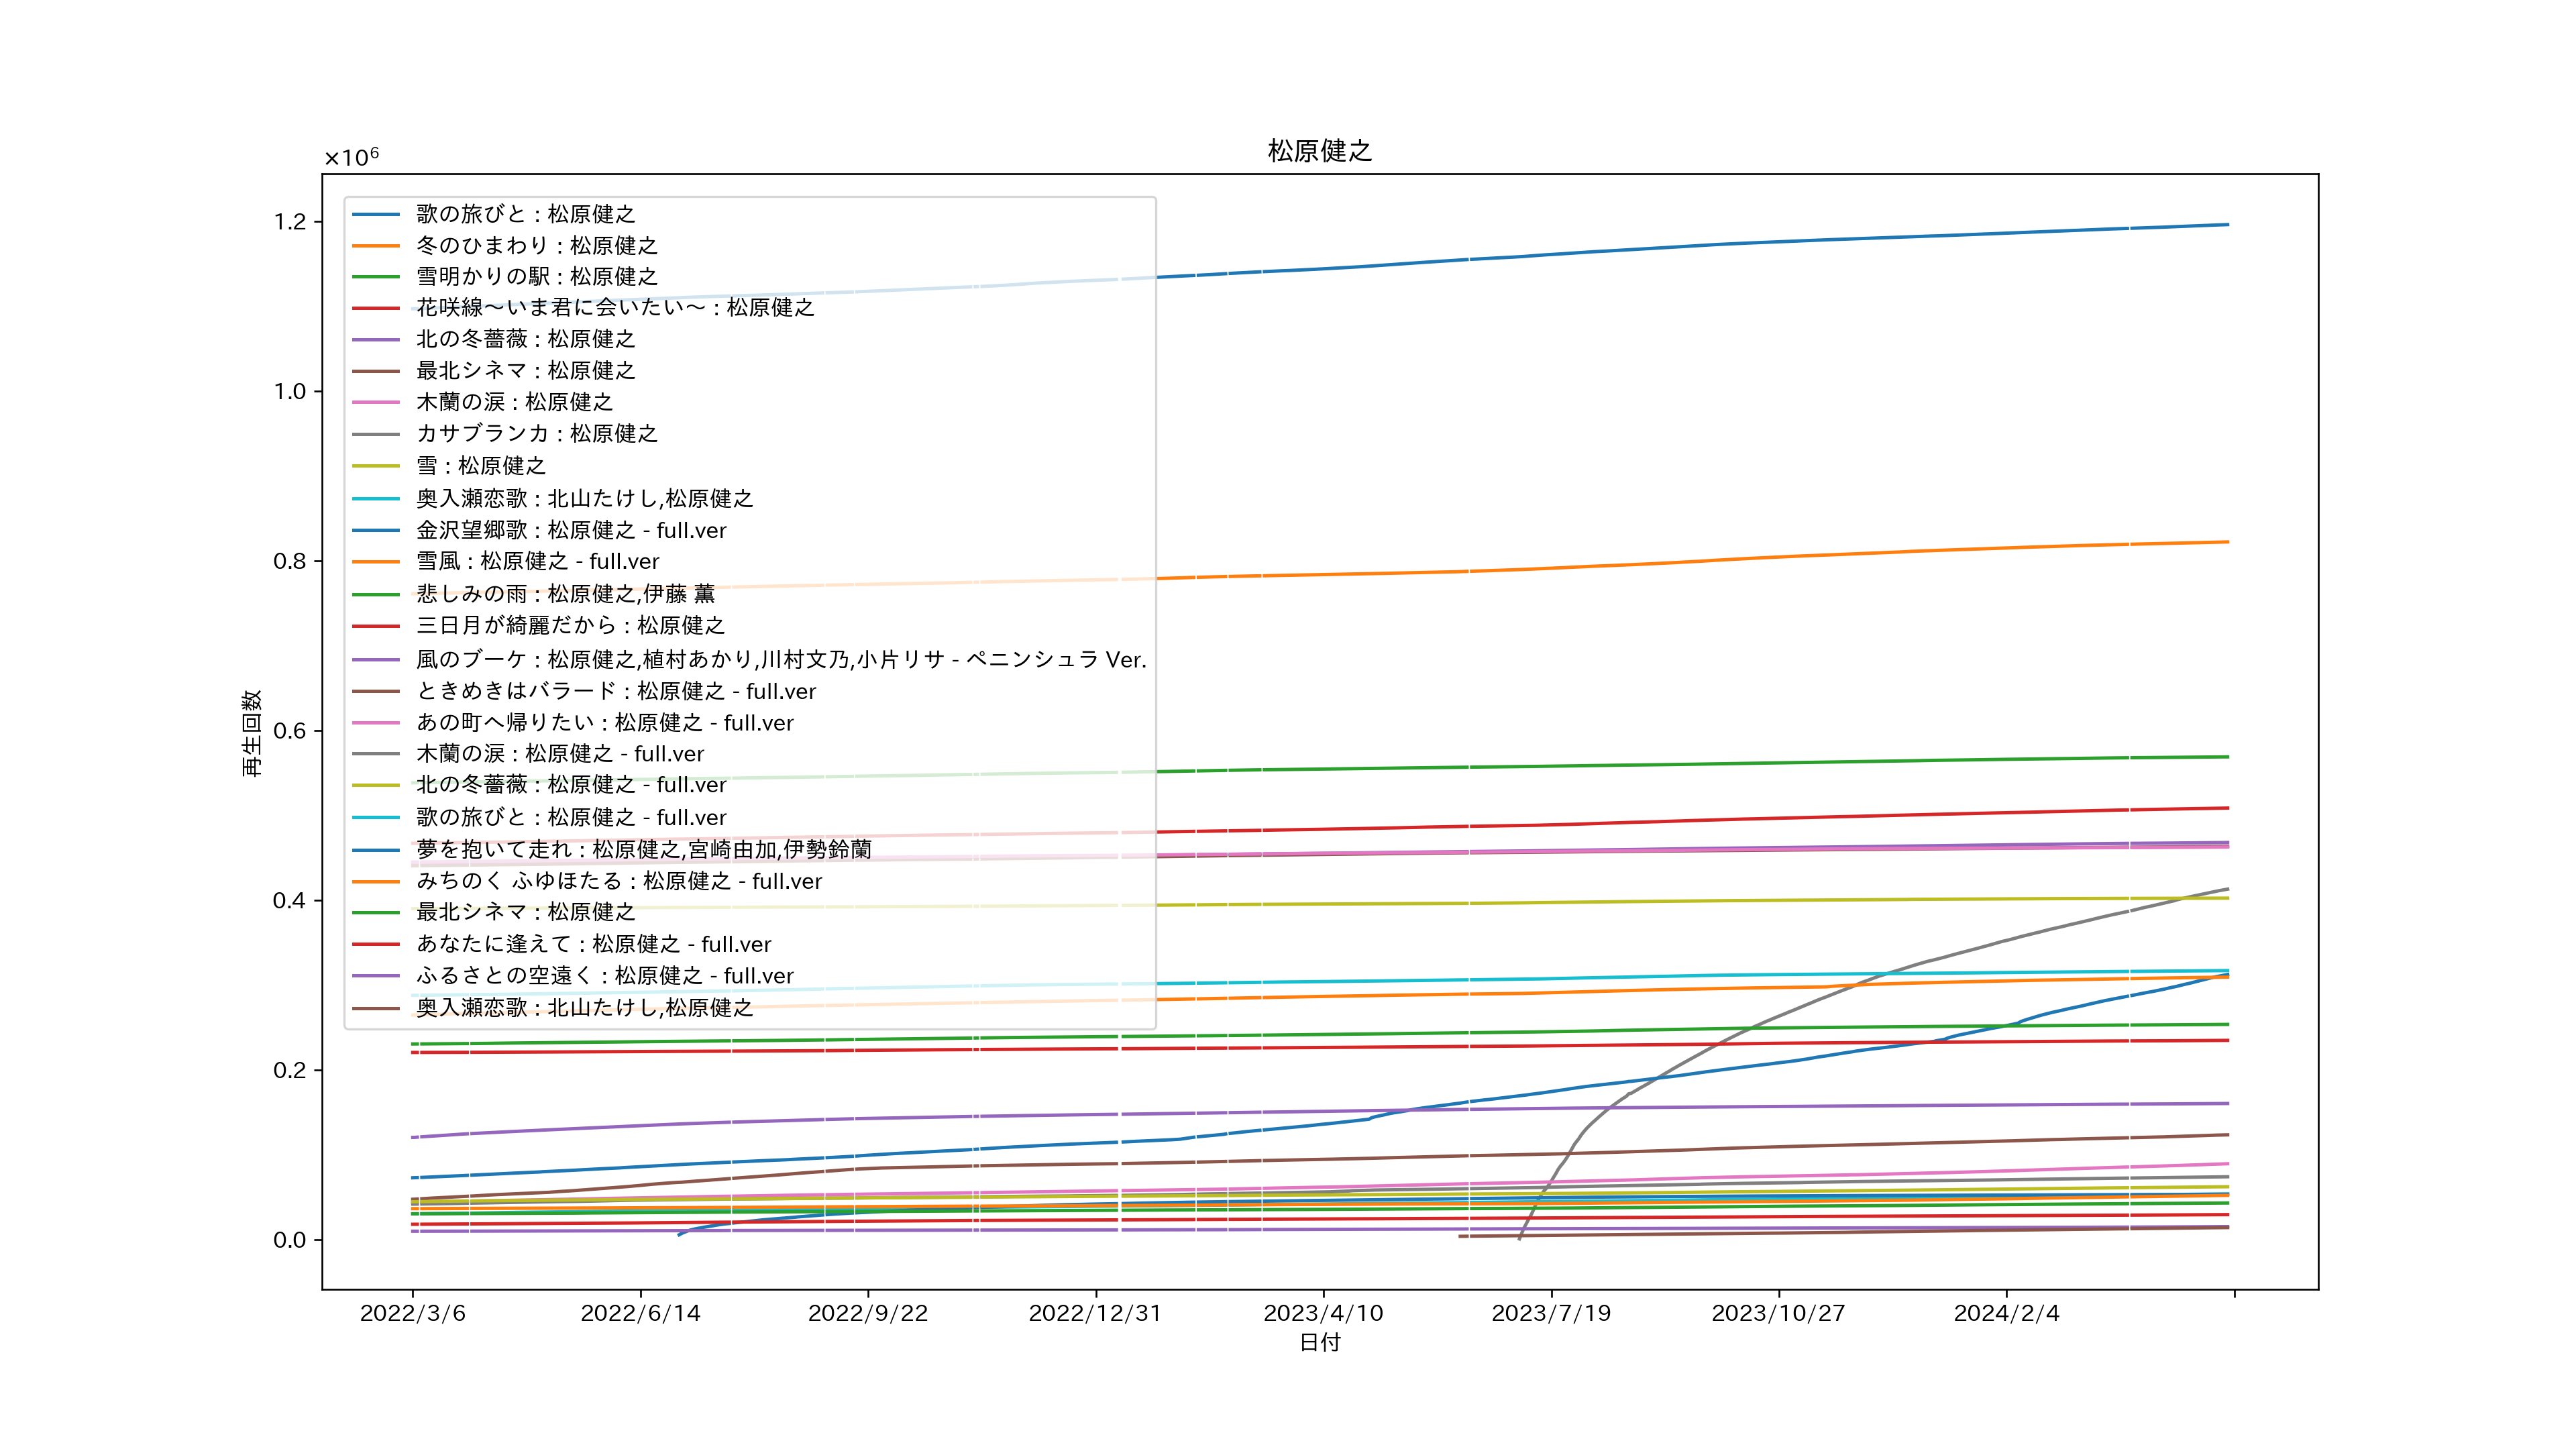 松原健之
×10⁶
1.2
1.0
0.8
0.6
0.4
0.2
0.0
再生回数
歌の旅びと : 松原健之
冬のひまわり : 松原健之
雪明かりの駅 : 松原健之
花咲線〜いま君に会いたい〜 : 松原健之
北の冬薔薇 : 松原健之
最北シネマ : 松原健之
木蘭の涙 : 松原健之
カサブランカ : 松原健之
雪 : 松原健之
奥入瀬恋歌 : 北山たけし,松原健之
金沢望郷歌 : 松原健之 - full.ver
雪風 : 松原健之 - full.ver
悲しみの雨 : 松原健之,伊藤 薫
三日月が綺麗だから : 松原健之
風のブーケ : 松原健之,植村あかり,川村文乃,小片リサ - ペニンシュラ Ver.
ときめきはバラード : 松原健之 - full.ver
あの町へ帰りたい : 松原健之 - full.ver
木蘭の涙 : 松原健之 - full.ver
北の冬薔薇 : 松原健之 - full.ver
歌の旅びと : 松原健之 - full.ver
夢を抱いて走れ : 松原健之,宮崎由加,伊勢鈴蘭
みちのく ふゆほたる : 松原健之 - full.ver
最北シネマ : 松原健之
あなたに逢えて : 松原健之 - full.ver
ふるさとの空遠く : 松原健之 - full.ver
奥入瀬恋歌 : 北山たけし,松原健之
2022/3/6 2022/6/14 2022/9/22 2022/12/31 2023/4/10 2023/7/19 2023/10/27 2024/2/4
日付